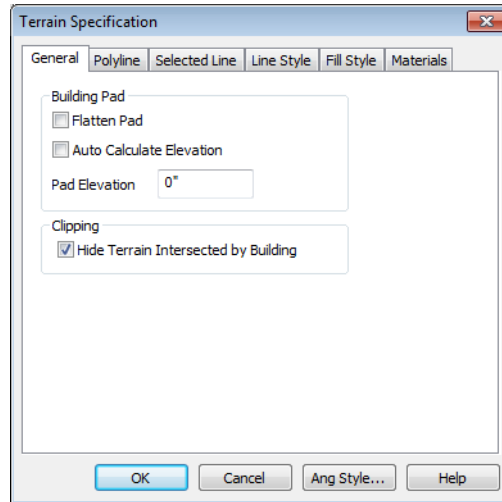 Terrain Specification
General Polyline Selected Line Line Style Fill Style Materials
Building Pad
Flatten Pad
Auto Calculate Elevation
Pad Elevation 0"
Clipping
Hide Terrain Intersected by Building
OK Cancel Ang Style... Help